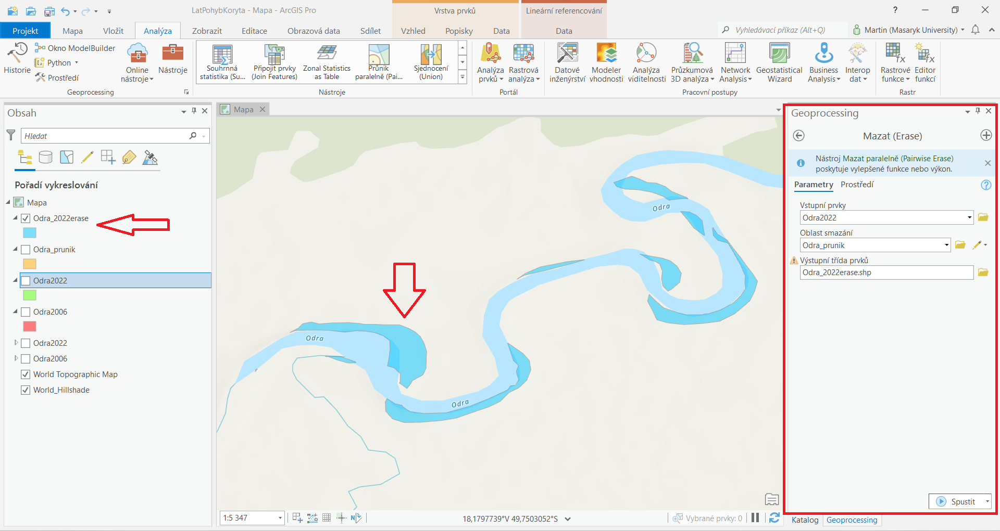 LatPohybKoryta - Mapa - ArcGIS Pro
Vrstva prvků
Lineární referencování
?
Projekt
Mapa
Vložit
Analýza
Zobrazit
Editace
Obrazová data
Sdílet
Vzhled
Popisky
Data
Data
Vyhledávací příkaz (Alt+Q)
Martin (Masaryk University)
Historie
Okno ModelBuilder
Python
Prostředí
Online
nástroje
Nástroje
Souhrnná
statistika (Su...
Připojit prvky
(Join Features)
Zonal Statistics
as Table
Průnik
paralelně (Pai...
Sjednocení
(Union)
Analýza
prvků
Rastrová
analýza
Datové
inženýrství
Modeler
vhodnosti
Analýza
viditelnosti
Průzkumová
3D analýza
Network
Analysis
Geostatistical
Wizard
Business
Analysis
Interop
dat
Rastrové
funkce
Editor
funkcí
Geoprocessing
Nástroje
Portál
Pracovní postupy
Rastr
Obsah
Hledat
Pořadí vykreslování
Mapa
Odra_2022erase
Odra_prunik
Odra2022
Odra2006
Odra2022
Odra2006
World Topographic Map
World_Hillshade
Mapa
Odra
Odra
Odra
1:5 347
18,1797739°V 49,7503052°S
Vybrané prvky: 0
Geoprocessing
Mazat (Erase)
Nástroj Mazat paralelně (Pairwise Erase)
poskytuje vylepšené funkce nebo výkon.
Parametry
Prostředí
Vstupní prvky
Odra2022
Oblast smazání
Odra_prunik
Výstupní třída prvků
Odra_2022erase.shp
Spustit
Katalog
Geoprocessing